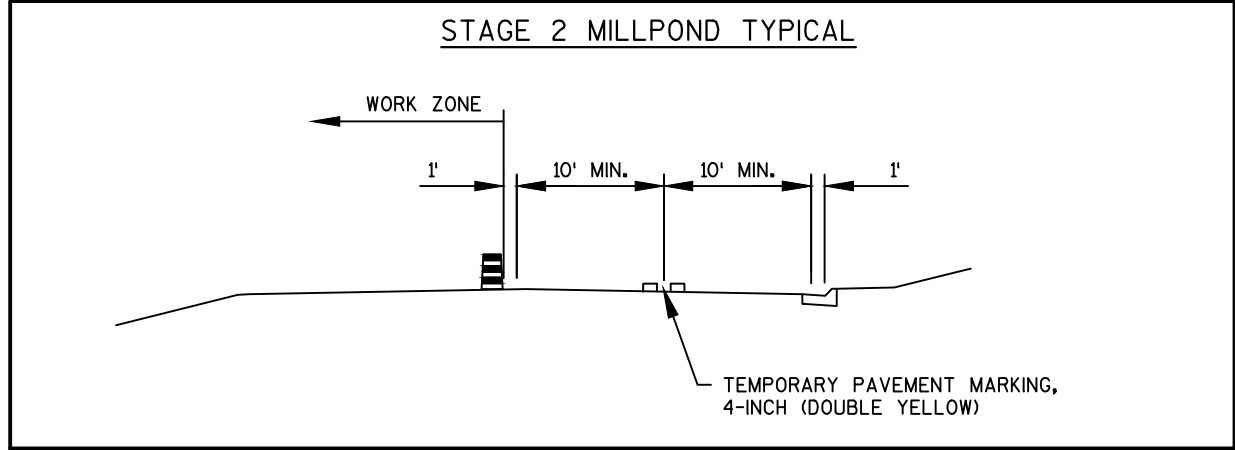 STAGE 2 MILLPOND TYPICAL
WORK ZONE
1' 10' MIN. 10' MIN. 1'
TEMPORARY PAVEMENT MARKING,
4-INCH (DOUBLE YELLOW)